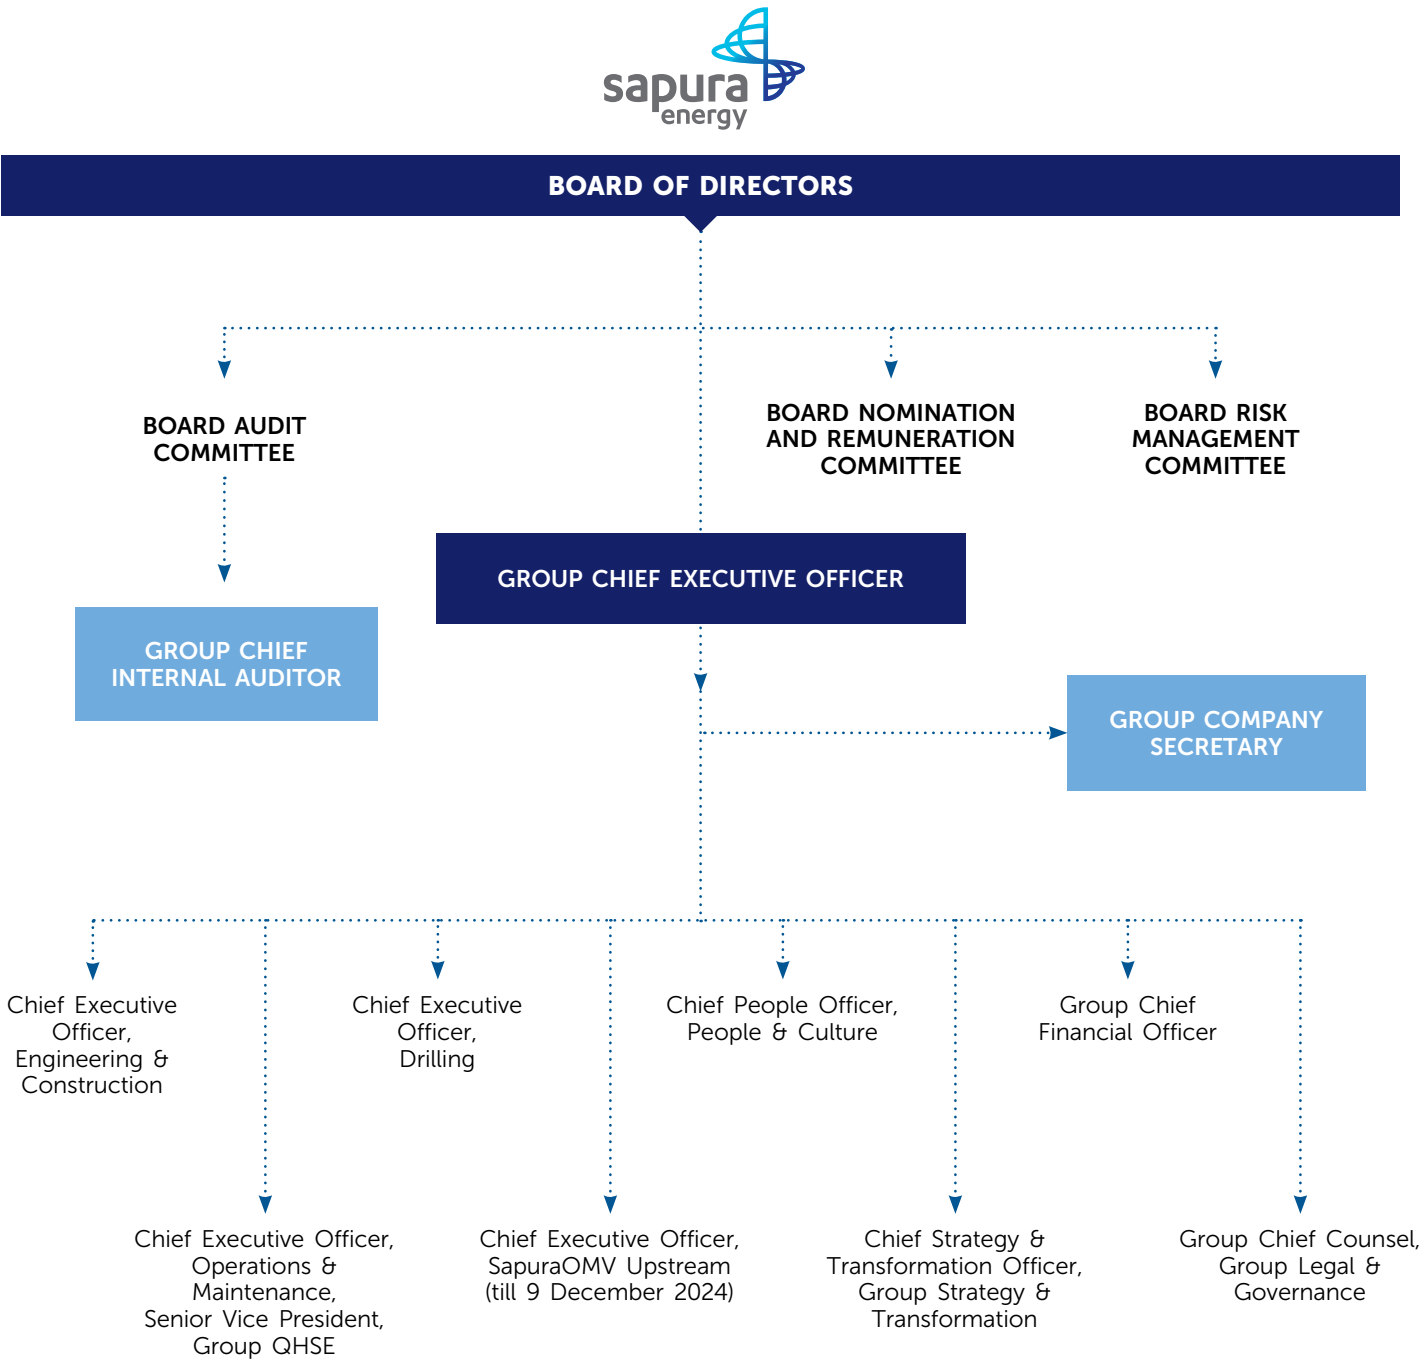 sapura
energy
BOARD OF DIRECTORS
BOARD AUDIT
COMMITTEE
BOARD NOMINATION
AND REMUNERATION
COMMITTEE
BOARD RISK
MANAGEMENT
COMMITTEE
GROUP CHIEF EXECUTIVE OFFICER
GROUP CHIEF
INTERNAL AUDITOR
GROUP COMPANY
SECRETARY
Chief Executive
Officer,
Engineering &
Construction
Chief Executive
Officer,
Drilling
Chief People Officer,
People & Culture
Group Chief
Financial Officer
Chief Executive Officer,
Operations &
Maintenance,
Senior Vice President,
Group QHSE
Chief Executive Officer,
SapuraOMV Upstream
(till 9 December 2024)
Chief Strategy &
Transformation Officer,
Group Strategy &
Transformation
Group Chief Counsel,
Group Legal &
Governance